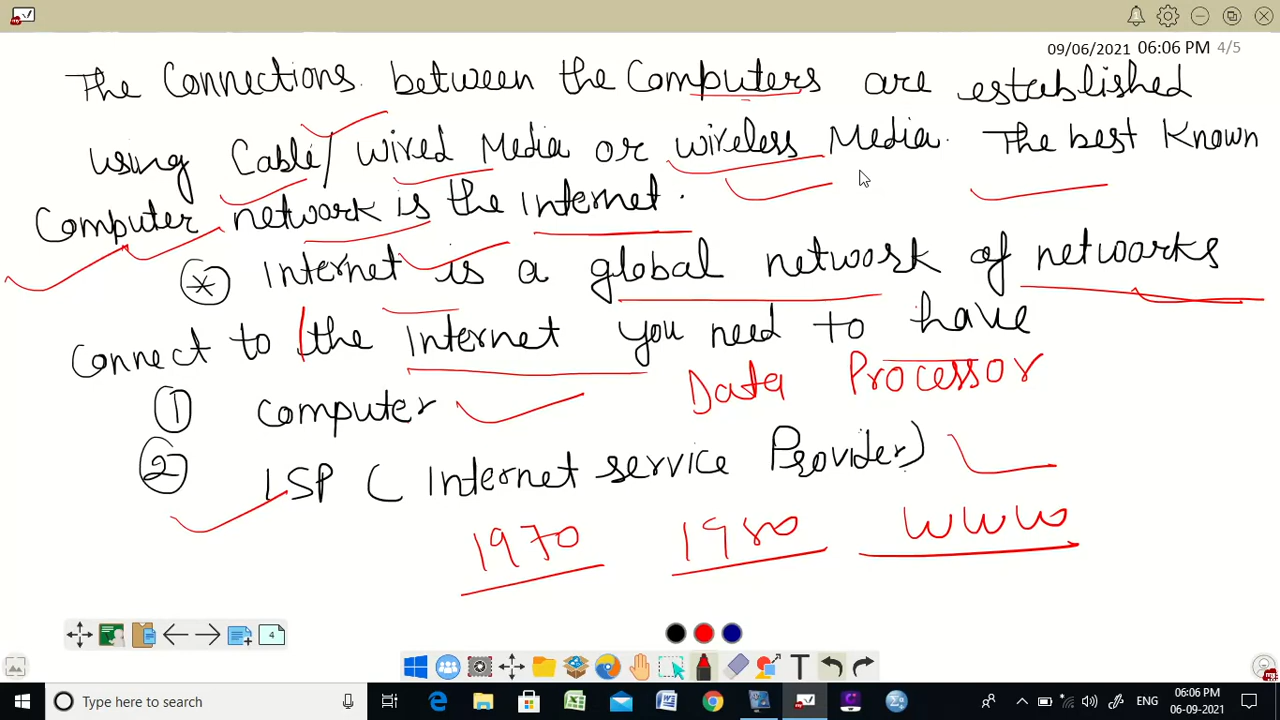 09/06/2021 06:06 PM 4/5
The Connections between the Computers are established
using Cable/wired Media or wireless Media. The best Known
Computer network is the Internet.
* Internet is a global network of networks
Connect to the Internet you need to have
Data Processor
1 computer
2 ISP (Internet service Provider)
1970 1980 WWW
4
T
Type here to search
ENG
06:06 PM
06-09-2021